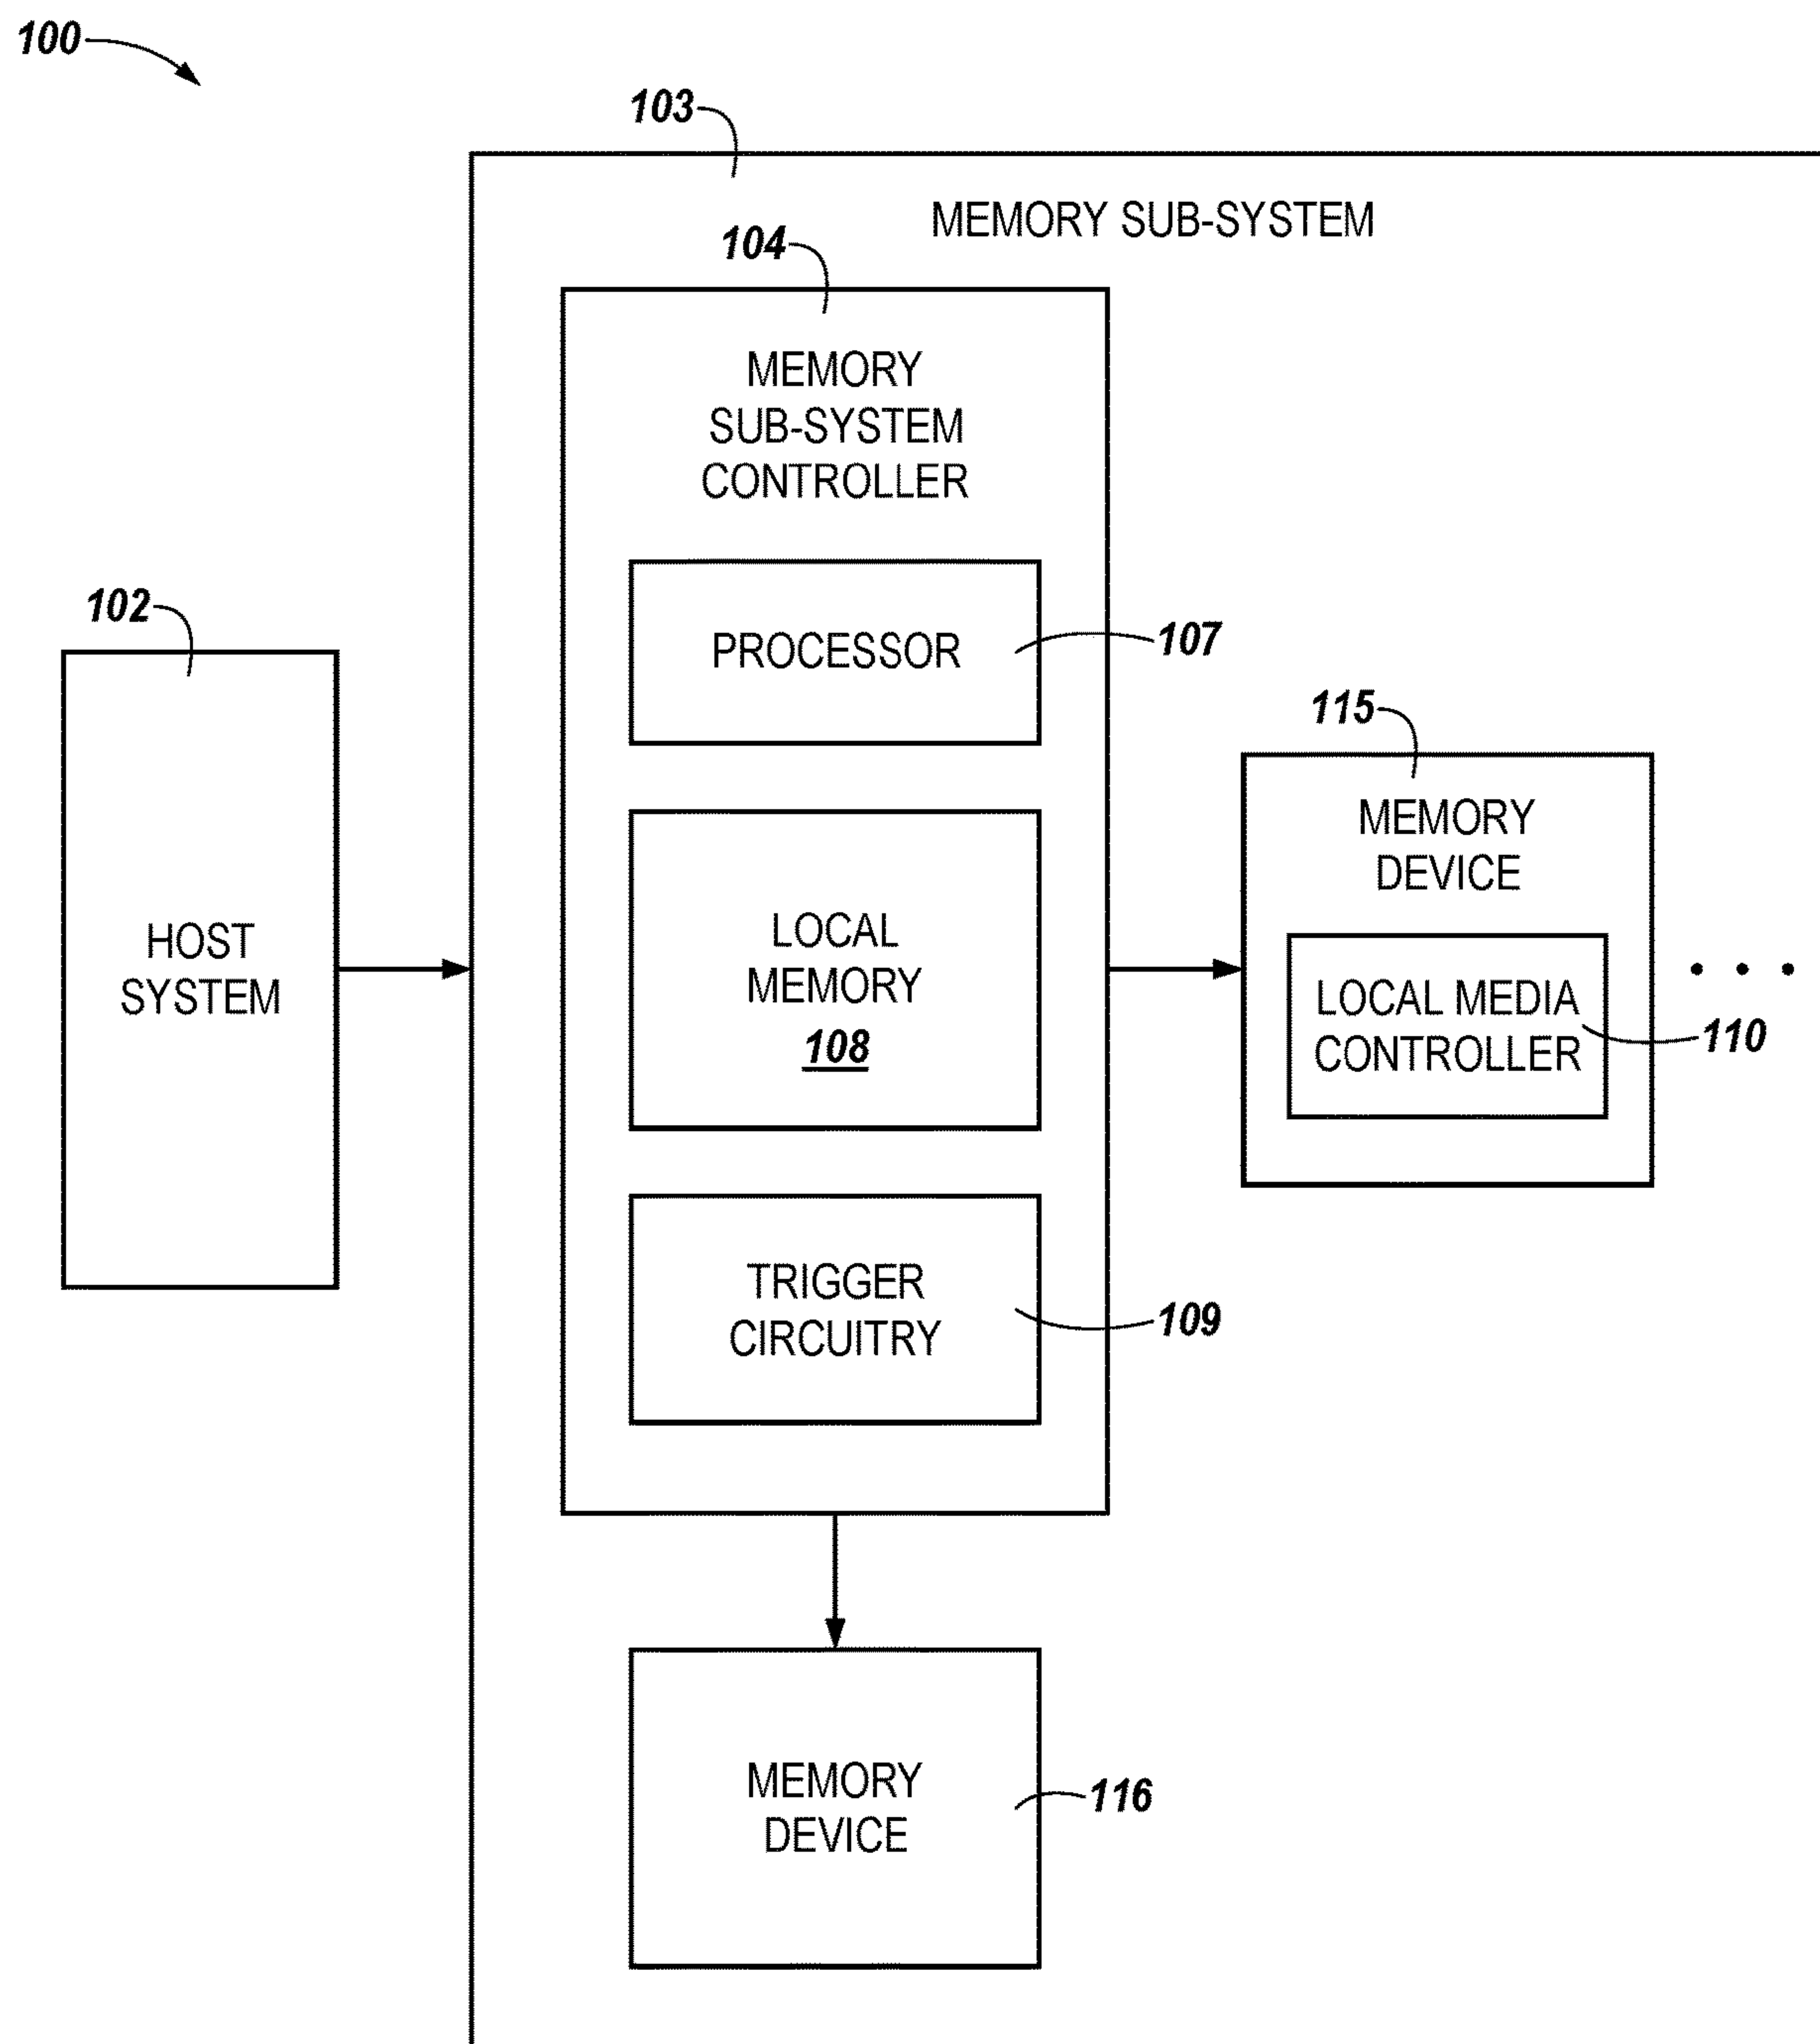 100
103
MEMORY SUB-SYSTEM
104
MEMORY
SUB-SYSTEM
CONTROLLER
102
PROCESSOR
107
115
MEMORY
DEVICE
HOST
SYSTEM
LOCAL
MEMORY
108
LOCAL MEDIA
CONTROLLER
110
TRIGGER
CIRCUITRY
109
MEMORY
DEVICE
116